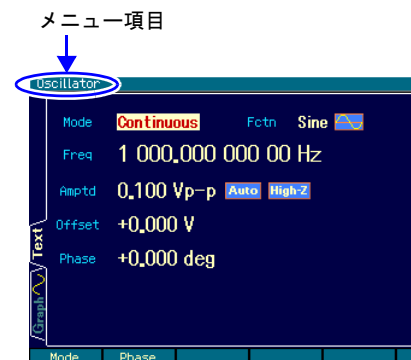 メニュー項目
Oscillator
Mode Continuous Fctn Sine
Freq 1 000.000 000 00 Hz
Amptd 0.100 Vp-p Auto High-Z
Offset +0.000 V
Phase +0.000 deg
Text
Graph
Mode Phase